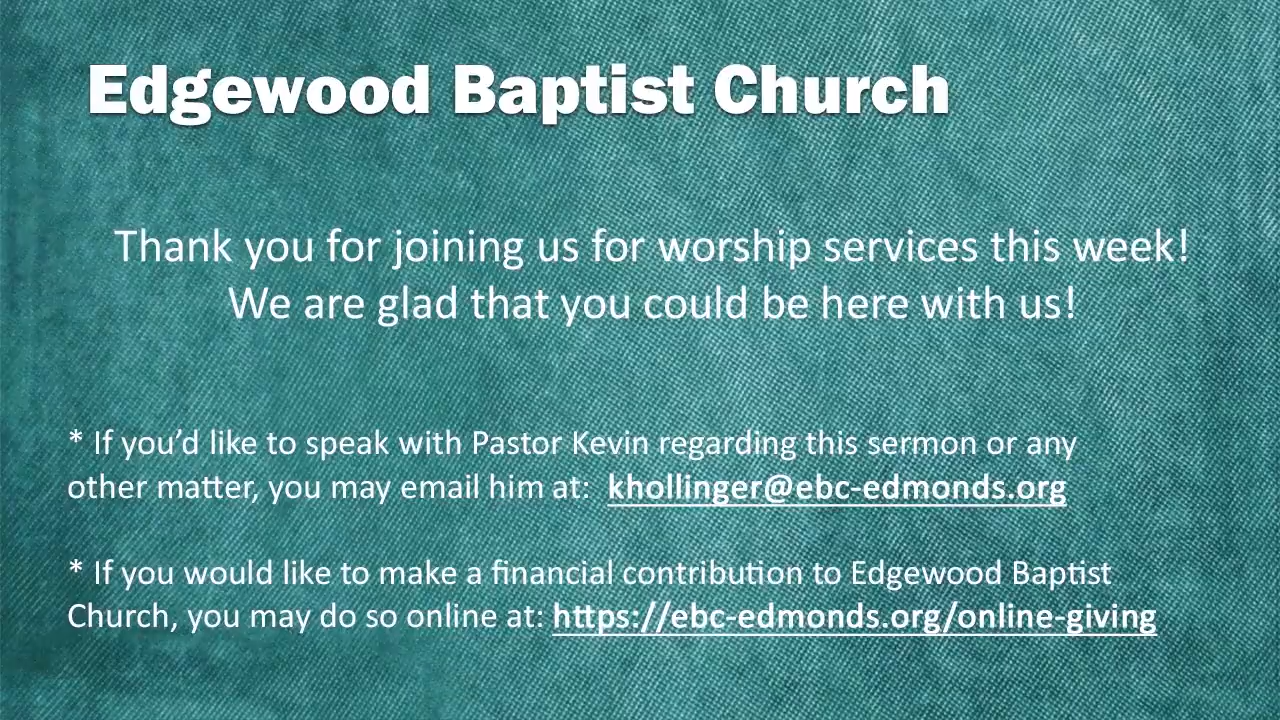 Edgewood Baptist Church
Thank you for joining us for worship services this week!
We are glad that you could be here with us!
* If you’d like to speak with Pastor Kevin regarding this sermon or any
other matter, you may email him at: khollinger@ebc-edmonds.org
* If you would like to make a financial contribution to Edgewood Baptist
Church, you may do so online at: https://ebc-edmonds.org/online-giving